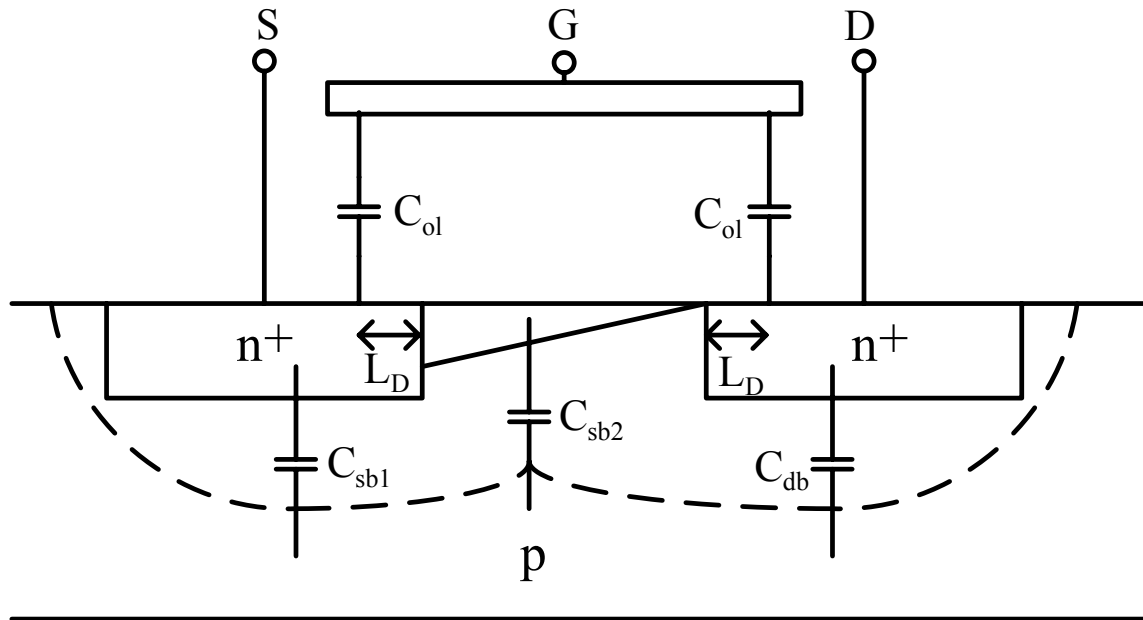 S
G
D
C_ol
C_ol
n+
L_D
L_D
n+
C_sb1
C_sb2
C_db
p